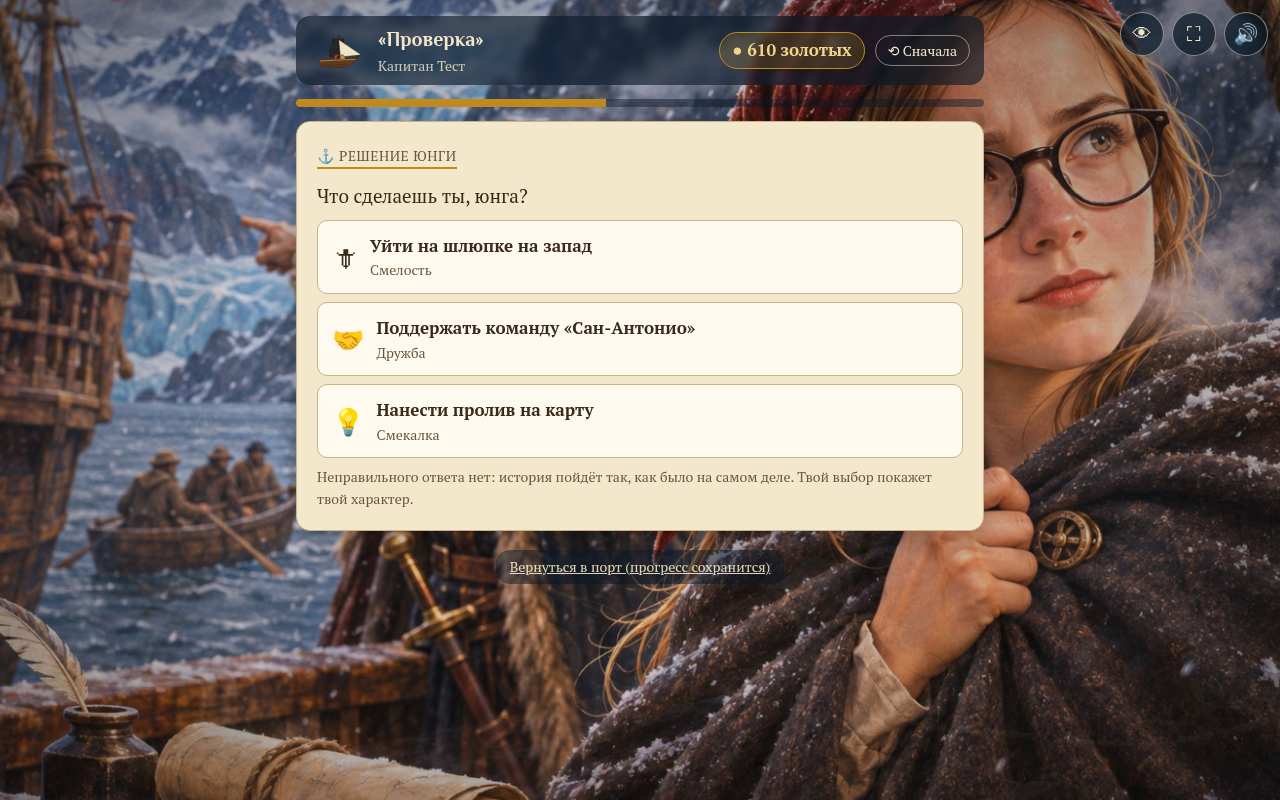 «Проверка»
Капитан Тест
● 610 золотых
⟲ Сначала
⚓ РЕШЕНИЕ ЮНГИ
Что сделаешь ты, юнга?
Уйти на шлюпке на запад
Смелость
Поддержать команду «Сан-Антонио»
Дружба
Нанести пролив на карту
Смекалка
Неправильного ответа нет: история пойдёт так, как было на самом деле. Твой выбор покажет
твой характер.
Вернуться в порт (прогресс сохранится)